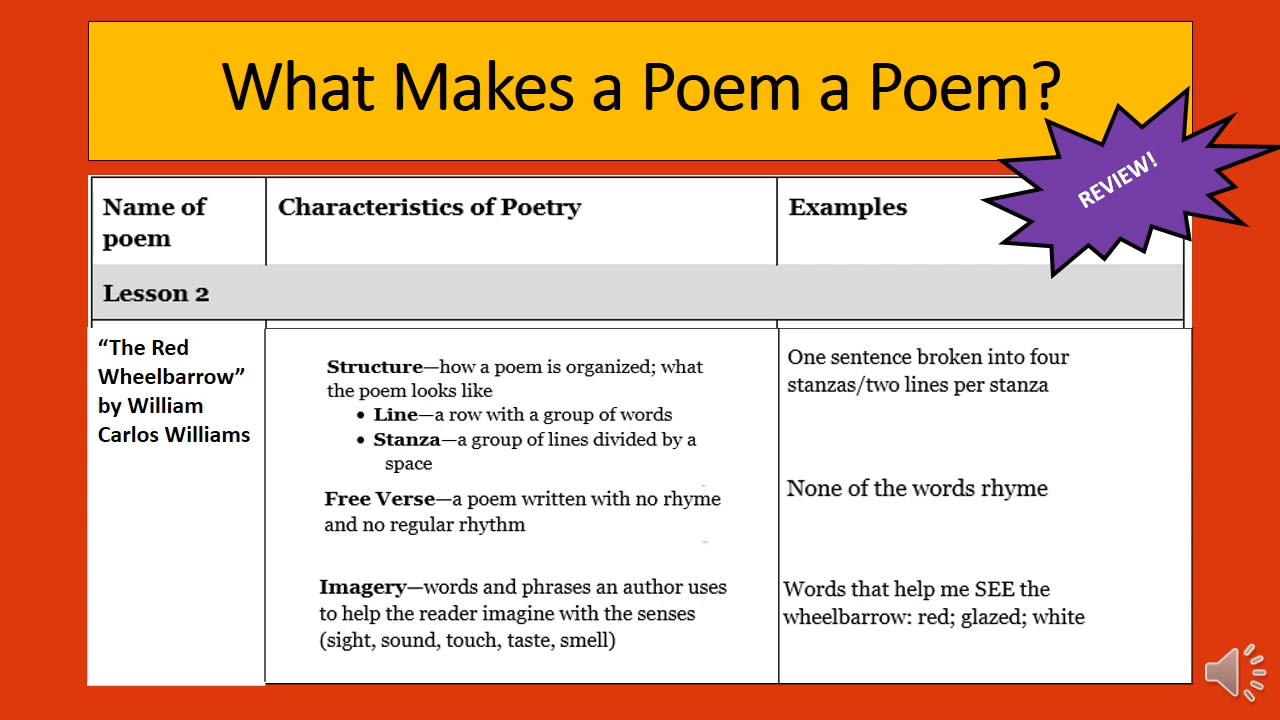 What Makes a Poem a Poem?
REVIEW!
Name of
poem
Characteristics of Poetry
Examples
Lesson 2
“The Red
Wheelbarrow”
by William
Carlos Williams
Structure—how a poem is organized; what
the poem looks like
• Line—a row with a group of words
• Stanza—a group of lines divided by a
space
One sentence broken into four
stanzas/two lines per stanza
Free Verse—a poem written with no rhyme
and no regular rhythm
None of the words rhyme
Imagery—words and phrases an author uses
to help the reader imagine with the senses
(sight, sound, touch, taste, smell)
Words that help me SEE the
wheelbarrow: red; glazed; white